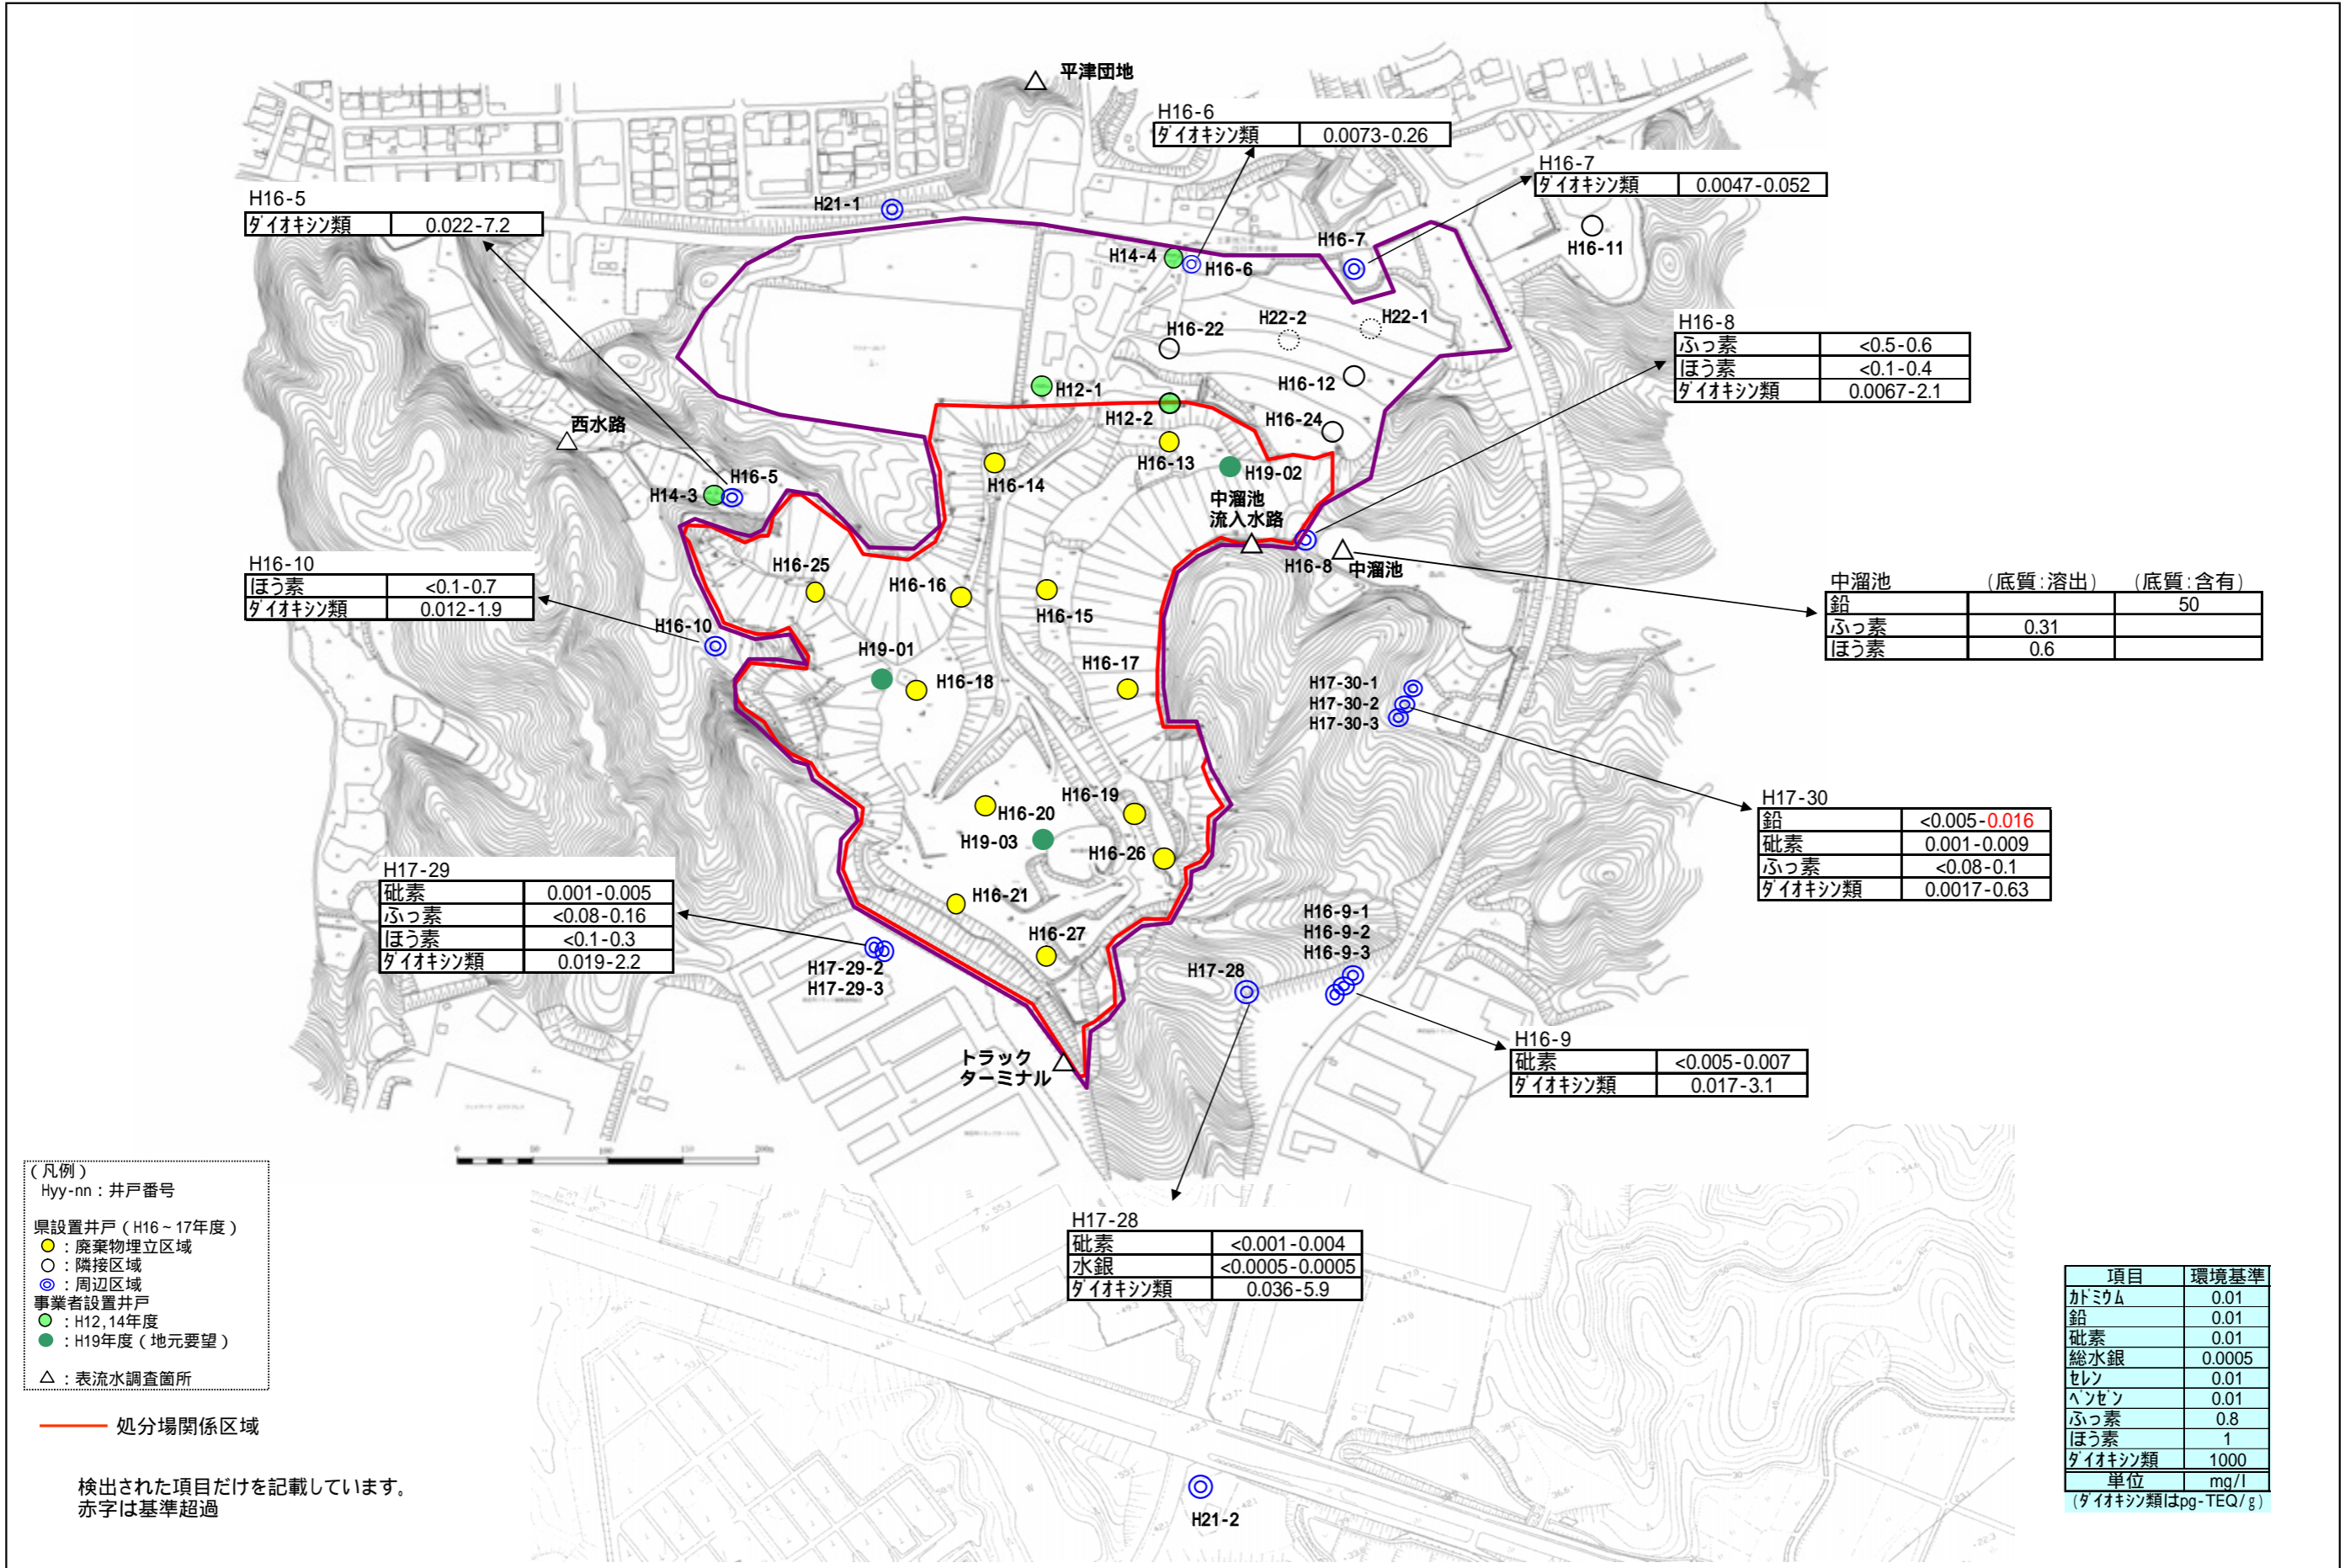 平津団地
H16-6
ダイオキシン類 0.0073-0.26
H16-7
ダイオキシン類 0.0047-0.052
H16-5
ダイオキシン類 0.022-7.2
H21-1
H14-4
H16-6
H16-7
H16-11
H16-22
H22-2
H22-1
H16-8
ふっ素 <0.5-0.6
ほう素 <0.1-0.4
ダイオキシン類 0.0067-2.1
H12-1
H16-12
H12-2
H16-24
西水路
H16-13
H16-14
H19-02
H16-5
H14-3
中溜池
流入水路
H16-8
中溜池
H16-10
ほう素 <0.1-0.7
ダイオキシン類 0.012-1.9
H16-25
H16-16
H16-15
中溜池 (底質:溶出) (底質:含有)
鉛 50
ふっ素 0.31
ほう素 0.6
H16-10
H19-01
H16-18
H16-17
H17-30-1
H17-30-2
H17-30-3
H16-20
H16-19
H19-03
H16-26
H17-30
鉛 <0.005-0.016
砒素 0.001-0.009
ふっ素 <0.08-0.1
ダイオキシン類 0.0017-0.63
H17-29
砒素 0.001-0.005
ふっ素 <0.08-0.16
ほう素 <0.1-0.3
ダイオキシン類 0.019-2.2
H16-21
H16-27
H16-9-1
H16-9-2
H16-9-3
H17-29-2
H17-29-3
H17-28
H16-9
砒素 <0.005-0.007
ダイオキシン類 0.017-3.1
トラック
ターミナル
0 50 100 150 200m
(凡例)
Hyy-nn:井戸番号
県設置井戸(H16~17年度)
:廃棄物埋立区域
:隣接区域
:周辺区域
事業者設置井戸
:H12,14年度
:H19年度(地元要望)
△:表流水調査箇所
処分場関係区域
検出された項目だけを記載しています。
赤字は基準超過
H17-28
砒素 <0.001-0.004
水銀 <0.0005-0.0005
ダイオキシン類 0.036-5.9
H21-2
項目 環境基準
カドミウム 0.01
鉛 0.01
砒素 0.01
総水銀 0.0005
セレン 0.01
ベンゼン 0.01
ふっ素 0.8
ほう素 1
ダイオキシン類 1000
単位 mg/l
(ダイオキシン類はpg-TEQ/g)